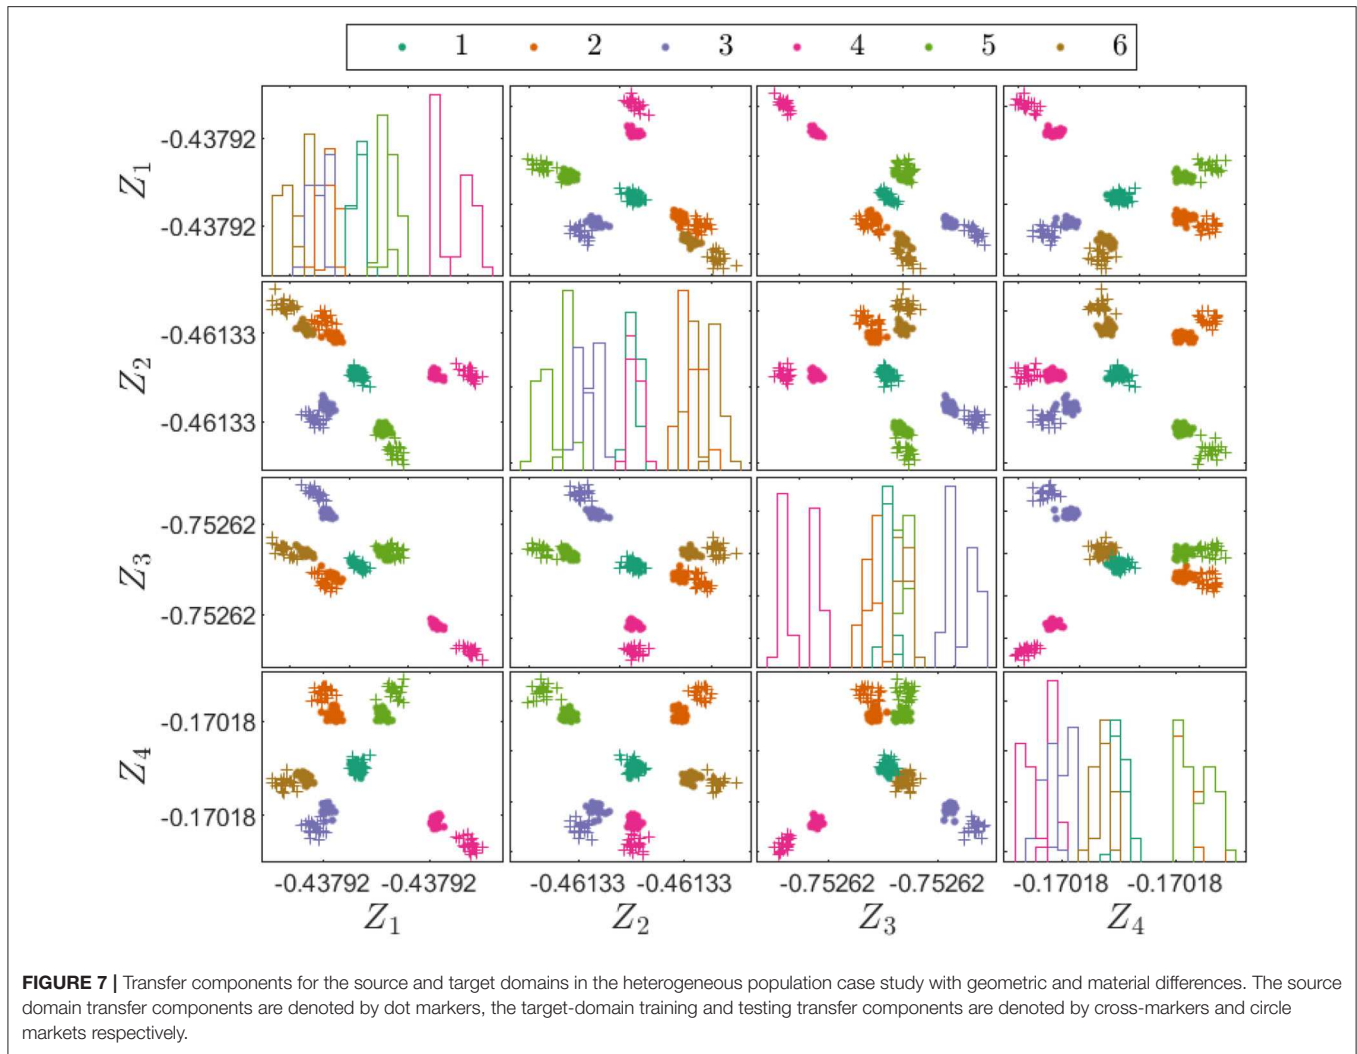 1 2 3 4 5 6
Z1
-0.43792
-0.43792
Z2
-0.46133
-0.46133
Z3
-0.75262
-0.75262
Z4
-0.17018
-0.17018
-0.43792 -0.43792 -0.46133 -0.46133 -0.75262 -0.75262 -0.17018 -0.17018
Z1 Z2 Z3 Z4
FIGURE 7 | Transfer components for the source and target domains in the heterogeneous population case study with geometric and material differences. The source
domain transfer components are denoted by dot markers, the target-domain training and testing transfer components are denoted by cross-markers and circle
markets respectively.